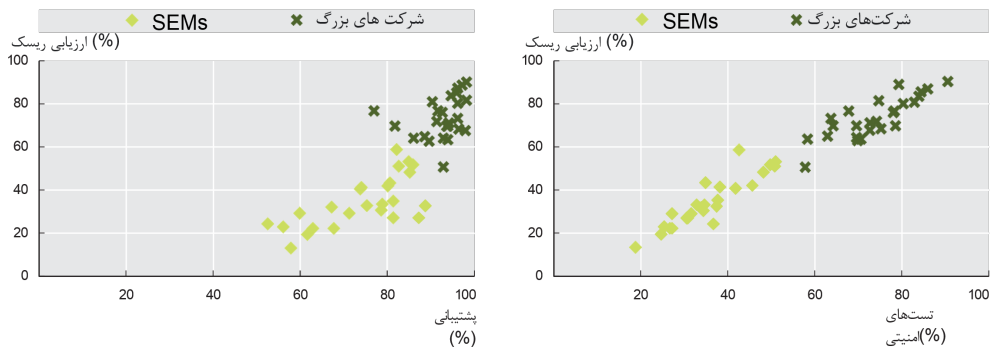 SEMs شرکت های بزرگ
ارزیابی ریسک (%)
100
80
60
40
20
0
20 40 60 80 100
پشتیبانی
(%)
SEMs شرکت‌های بزرگ
ارزیابی ریسک (%)
100
80
60
40
20
0
20 40 60 80 100
تست‌های
امنیتی(%)